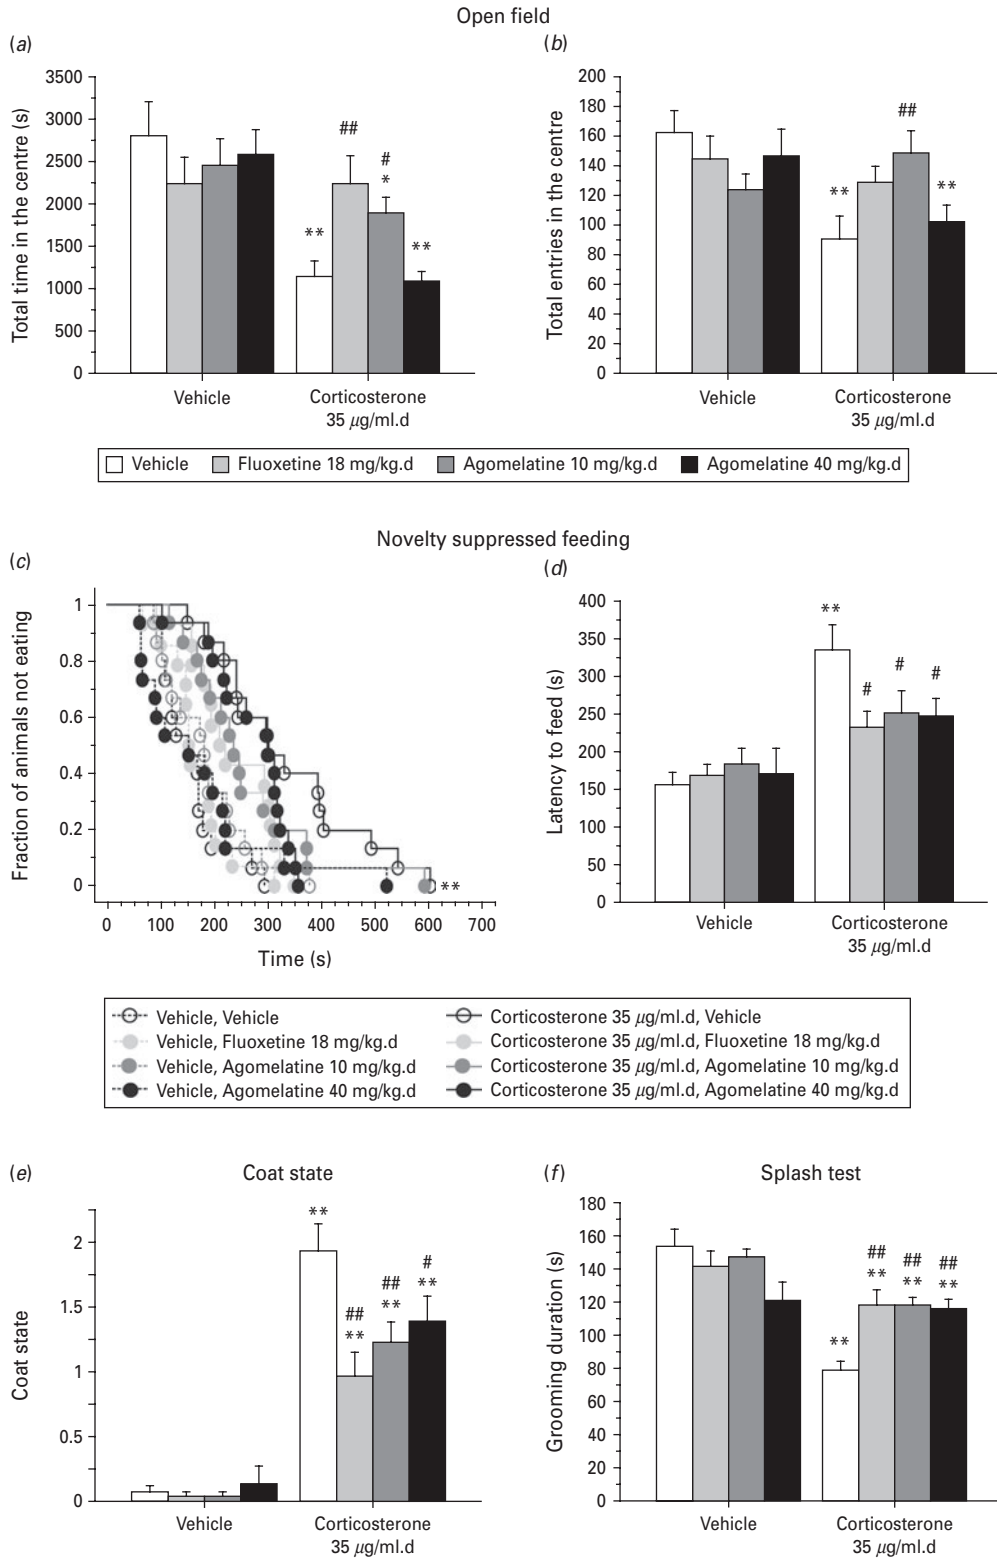 Open field
(a)
(b)
Total time in the centre (s)
3500
3000
2500
2000
1500
1000
500
0
**
##
#
*
**
Vehicle
Corticosterone
35 μg/ml.d
Total entries in the centre
200
180
160
140
120
100
80
60
40
20
0
**
##
**
Vehicle
Corticosterone
35 μg/ml.d
Vehicle
Fluoxetine 18 mg/kg.d
Agomelatine 10 mg/kg.d
Agomelatine 40 mg/kg.d
Novelty suppressed feeding
(c)
(d)
Fraction of animals not eating
1
0.8
0.6
0.4
0.2
0
**
0 100 200 300 400 500 600 700
Time (s)
Latency to feed (s)
400
350
300
250
200
150
100
50
0
**
#
#
#
Vehicle
Corticosterone
35 μg/ml.d
Vehicle, Vehicle
Vehicle, Fluoxetine 18 mg/kg.d
Vehicle, Agomelatine 10 mg/kg.d
Vehicle, Agomelatine 40 mg/kg.d
Corticosterone 35 μg/ml.d, Vehicle
Corticosterone 35 μg/ml.d, Fluoxetine 18 mg/kg.d
Corticosterone 35 μg/ml.d, Agomelatine 10 mg/kg.d
Corticosterone 35 μg/ml.d, Agomelatine 40 mg/kg.d
(e)
Coat state
Coat state
2
1.5
1
0.5
0
**
##
**
##
**
#
**
Vehicle
Corticosterone
35 μg/ml.d
(f)
Splash test
Grooming duration (s)
180
160
140
120
100
80
60
40
20
0
**
##
**
##
**
##
**
Vehicle
Corticosterone
35 μg/ml.d